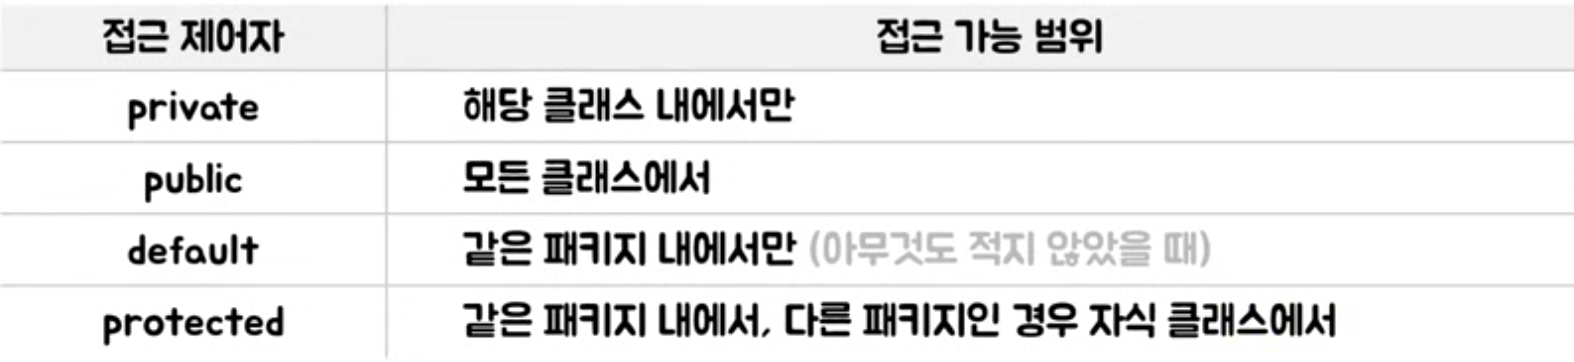 접근 제어자 접근 가능 범위
private 해당 클래스 내에서만
public 모든 클래스에서
default 같은 패키지 내에서만 (아무것도 적지 않았을 때)
protected 같은 패키지 내에서, 다른 패키지인 경우 자식 클래스에서